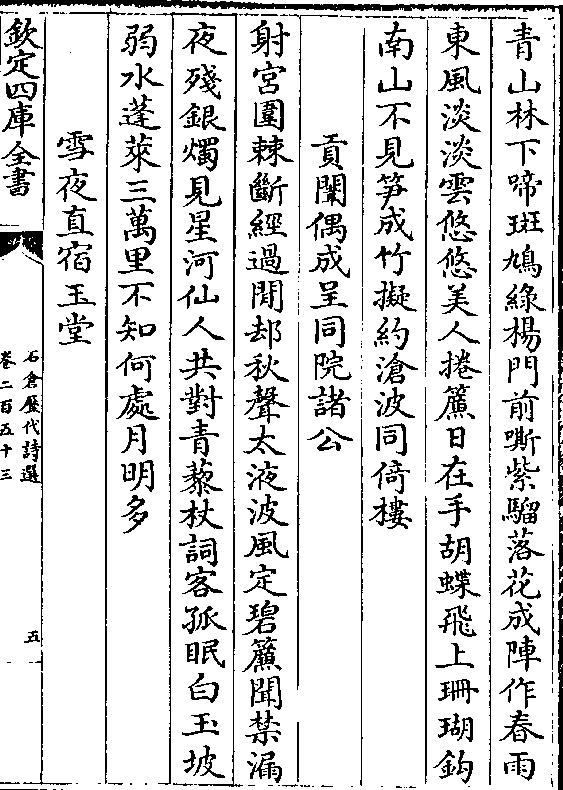 青山林下啼斑鳩綠楊門前嘶紫騮落花成陣作春雨
東風淡淡雲悠悠美人捲簾日在手胡蝶飛上珊瑚鈎
南山不見笋成竹擬約滄波同倚樓
貢闈偶成呈同院諸公
射宫圍棘斷經過聞却秋聲太液波風定碧簾聞禁漏
夜殘銀燭見星河仙人共對青藜杖詞客孤眠白玉坡
弱水蓬萊三萬里不知何處月明多
雪夜直宿玉堂
欽定四庫全書
石倉歷代詩選
卷二百五十三
五